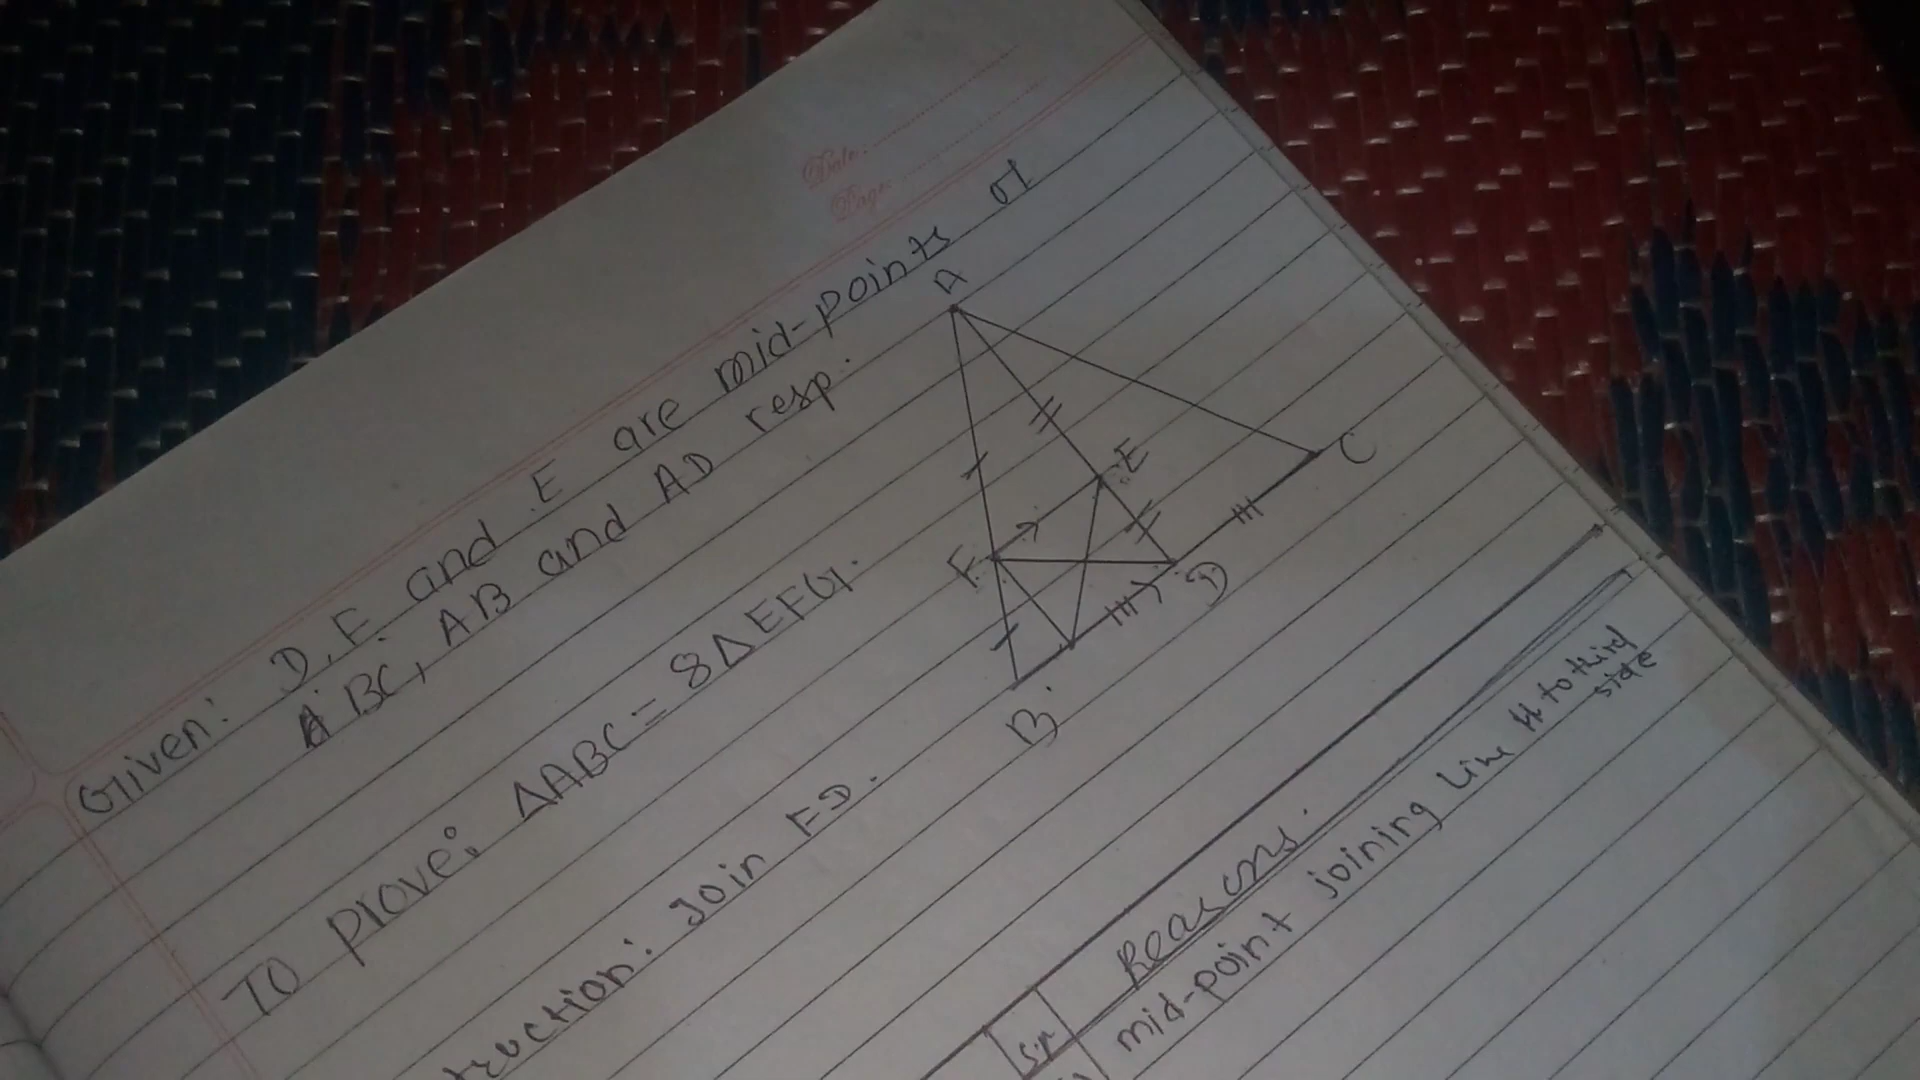 Date:
Page:
Given: D, F and E are mid-points of
BC, AB and AD resp.
To prove: ΔABC = 8ΔEFG.
truction: Join FD.
A
E
C
F
D
B
S.r
Reasons.
mid-point joining line // to third
side